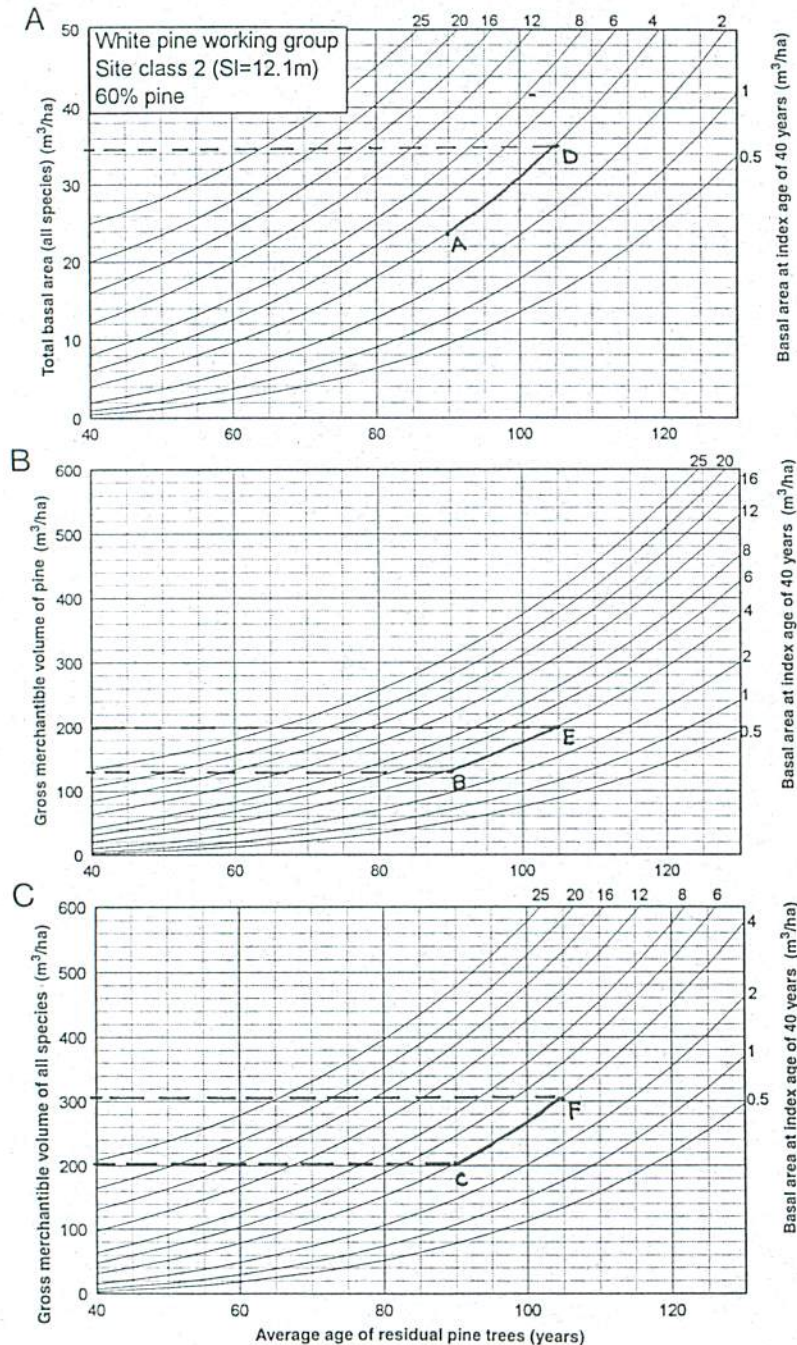 A
25 20 16 12 8 6 4 2
50
White pine working group
Site class 2 (SI=12.1m)
60% pine
1
0.5
40
30
20
10
0
D
A
Total basal area (all species) (m³/ha)
Basal area at index age of 40 years (m³/ha)
40 60 80 100 120
B
600
25 20
16
12
8
6
4
2
1
0.5
500
400
300
200
100
0
E
B
Gross merchantible volume of pine (m³/ha)
Basal area at index age of 40 years (m³/ha)
40 60 80 100 120
C
600
25 20 16 12 8 6
4
2
1
0.5
500
400
300
200
100
0
F
C
Gross merchantible volume of all species (m³/ha)
Basal area at index age of 40 years (m³/ha)
40 60 80 100 120
Average age of residual pine trees (years)